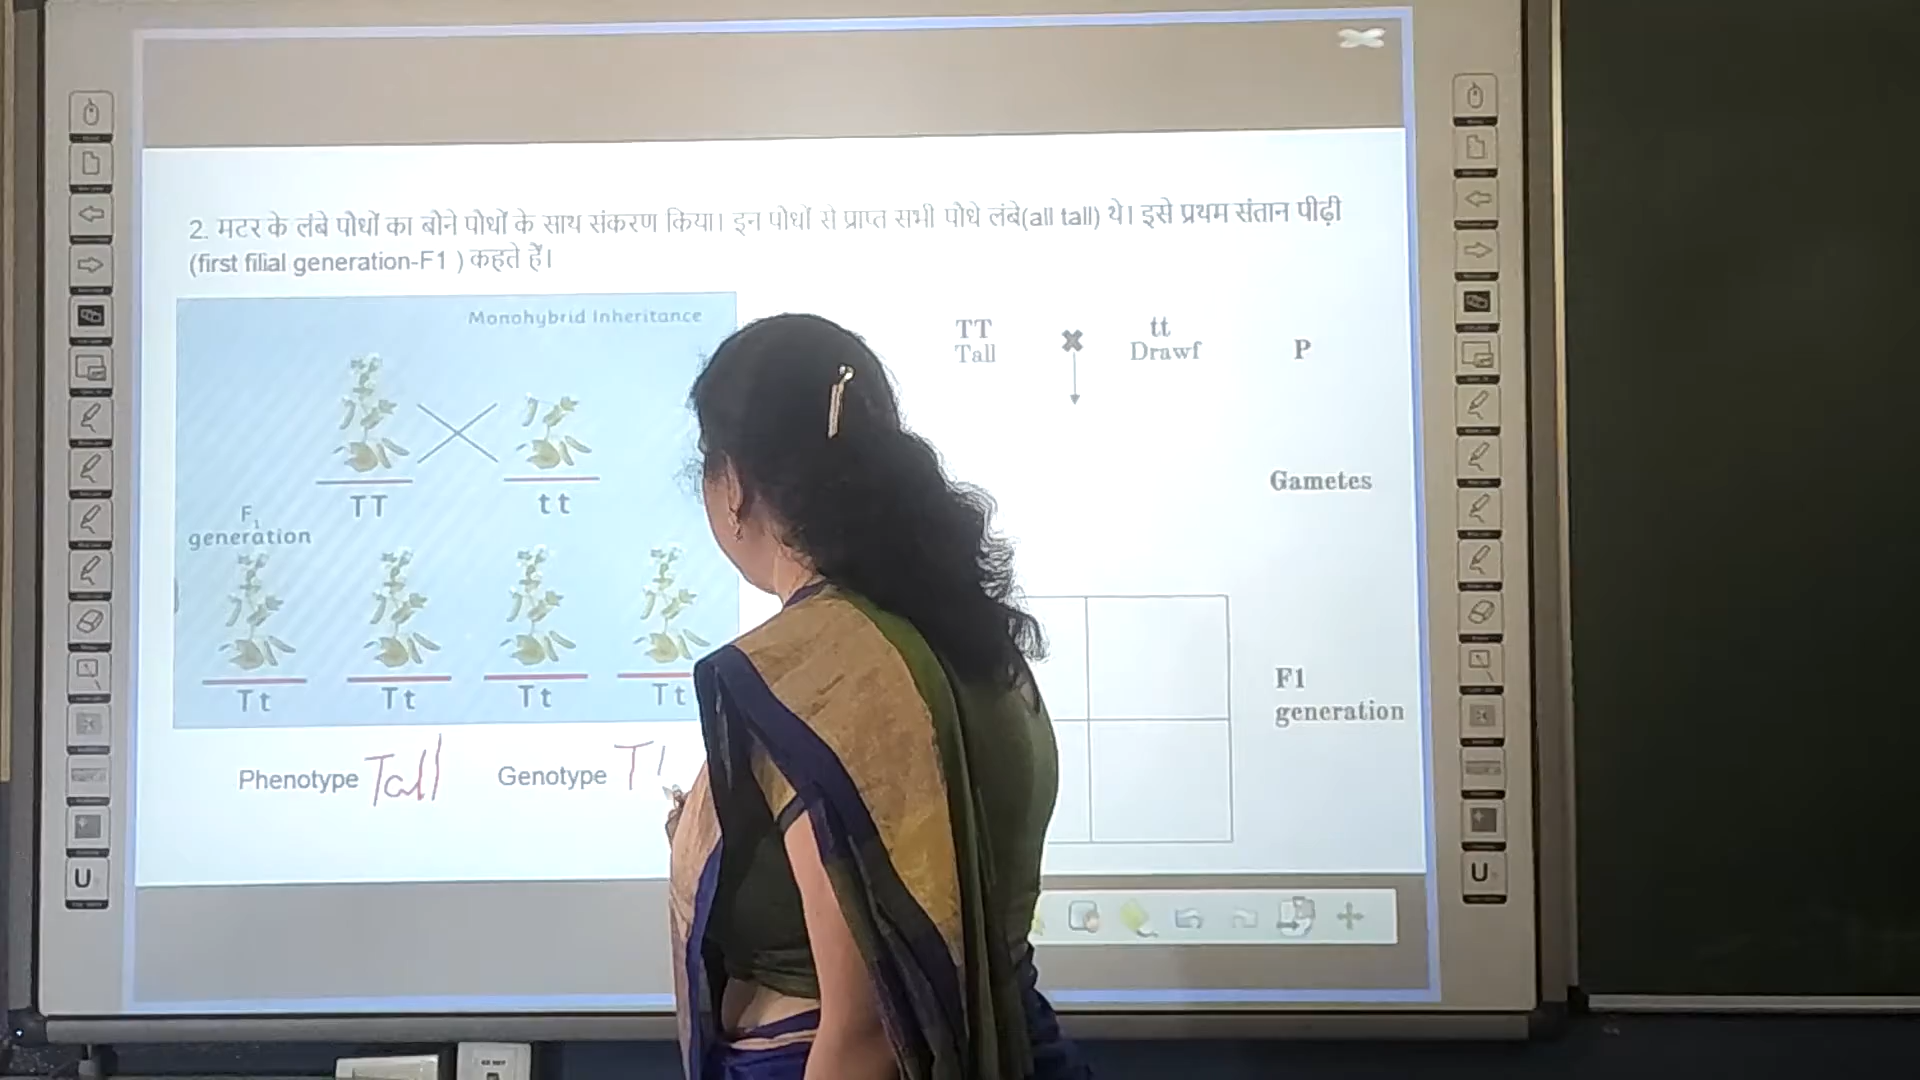 2. मटर के लंबे पोधों का बोने पोधों के साथ संकरण किया। इन पोधों से प्राप्त सभी पोधे लंबे(all tall) थे। इसे प्रथम संतान पीढ़ी
(first filial generation-F1 ) कहते हैं।
Monohybrid Inheritance
TT
tt
F1
generation
Tt Tt Tt Tt
Phenotype Tall Genotype T
TT
Tall
tt
Drawf
P
Gametes
F1
generation
U
U